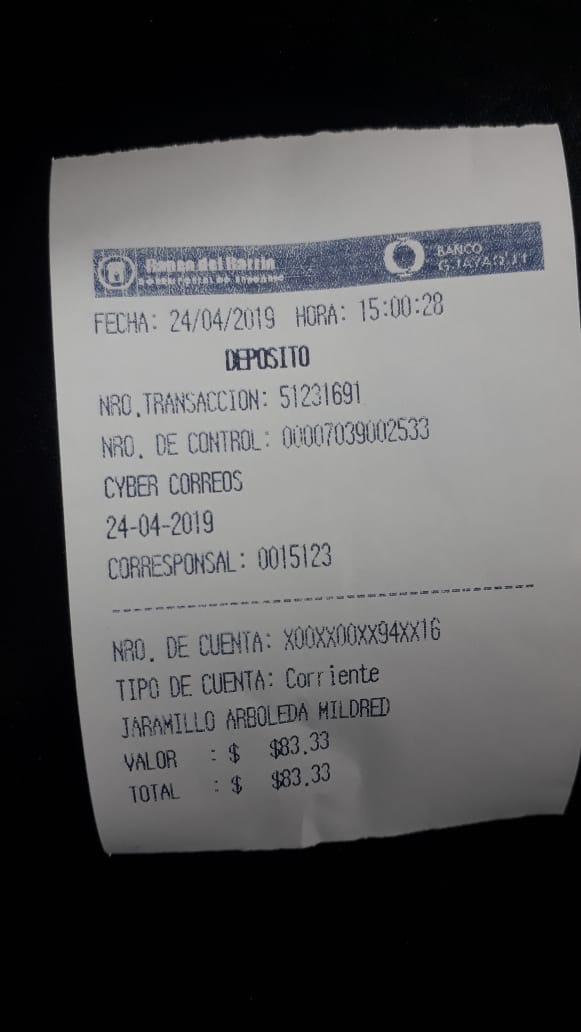 Banco del Barrio
BANCO
GUAYAQUIL
FECHA: 24/04/2019 HORA: 15:00:28
DEPOSITO
NRO.TRANSACCION: 51231691
NRO. DE CONTROL: 00007039002533
CYBER CORREOS
24-04-2019
CORRESPONSAL: 0015123
NRO. DE CUENTA: X00XX00XX94XX16
TIPO DE CUENTA: Corriente
JARAMILLO ARBOLEDA MILDRED
VALOR : $ $83.33
TOTAL : $ $83.33